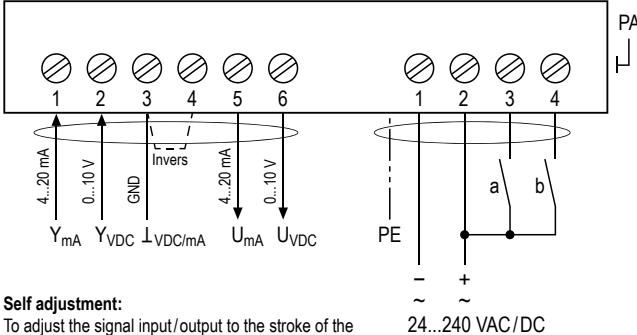 PA
1 2 3 4 5 6 1 2 3 4
Invers
4...20 mA
0...10 V
GND
4...20 mA
0...10 V
a
b
YmA YVDC ⊥VDC/mA UmA UVDC PE
– +
~ ~
24...240 VAC/DC
Self adjustment:
To adjust the signal input/output to the stroke of the